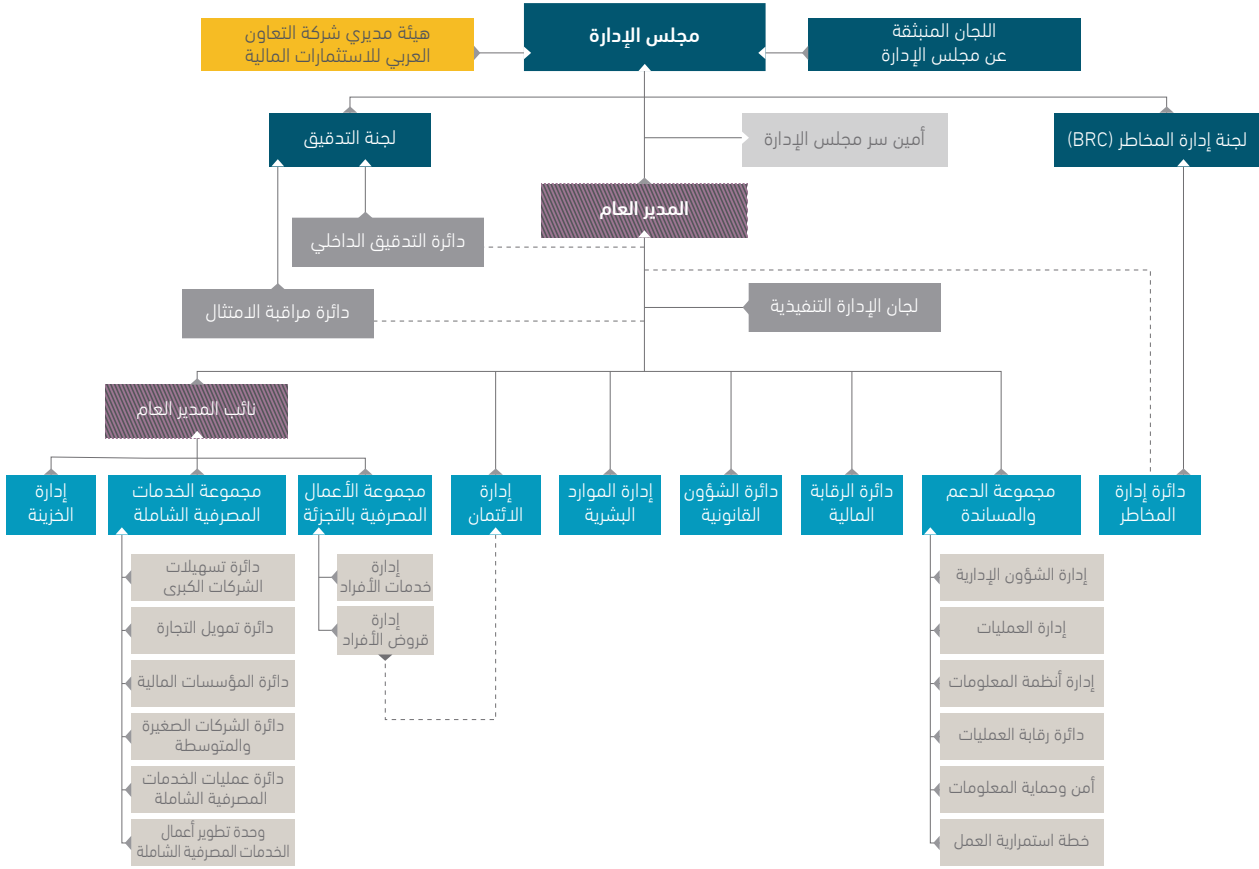 اللجان المنبثقة
عن مجلس الإدارة
مجلس الإدارة
هيئة مديري شركة التعاون
العربي للاستثمارات المالية
لجنة إدارة المخاطر (BRC)
أمين سر مجلس الإدارة
لجنة التدقيق
المدير العام
دائرة التدقيق الداخلي
لجان الإدارة التنفيذية
دائرة مراقبة الامتثال
نائب المدير العام
دائرة إدارة
المخاطر
مجموعة الدعم
والمساندة
دائرة الرقابة
المالية
دائرة الشؤون
القانونية
إدارة الموارد
البشرية
إدارة
الائتمان
مجموعة الأعمال
المصرفية بالتجزئة
مجموعة الخدمات
المصرفية الشاملة
إدارة
الخزينة
إدارة الشؤون الإدارية
إدارة العمليات
إدارة أنظمة المعلومات
دائرة رقابة العمليات
أمن وحماية المعلومات
خطة استمرارية العمل
إدارة
خدمات الأفراد
إدارة
قروض الأفراد
دائرة تسهيلات
الشركات الكبرى
دائرة تمويل التجارة
دائرة المؤسسات المالية
دائرة الشركات الصغيرة
والمتوسطة
دائرة عمليات الخدمات
المصرفية الشاملة
وحدة تطوير أعمال
الخدمات المصرفية الشاملة